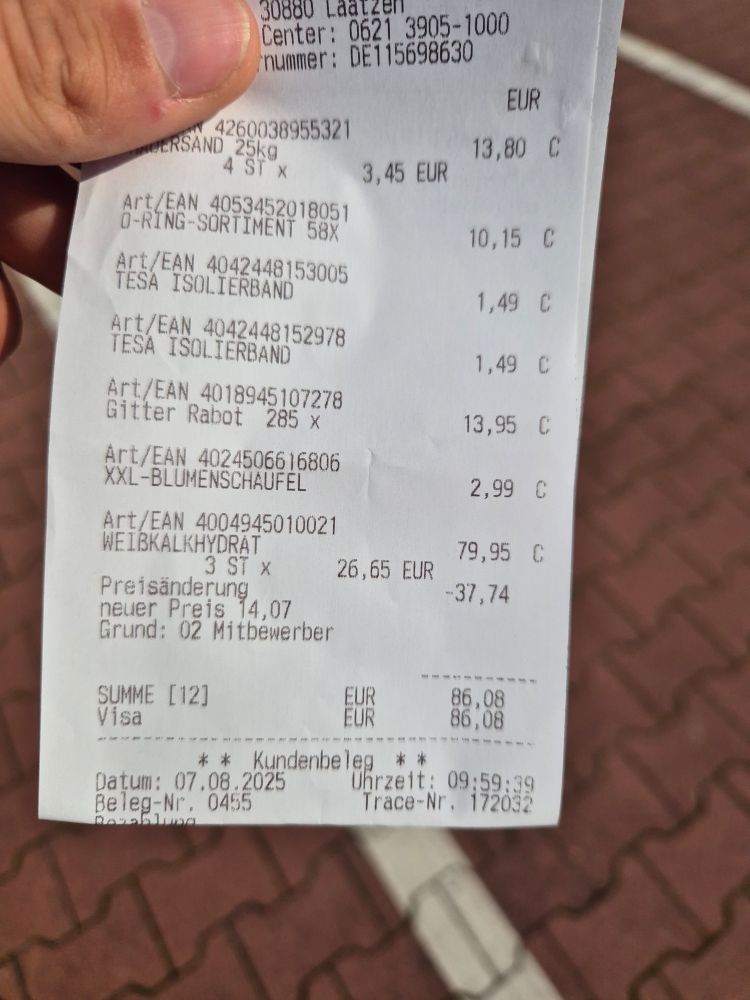 30880 Laatzen
Center: 0621 3905-1000
rnummer: DE115698630
EUR
4260038955321
25kg 13,80 C
4 ST x 3,45 EUR
Art/EAN 4053452018051
O-RING-SORTIMENT 58X 10,15 C
Art/EAN 4042448153005
TESA ISOLIERBAND 1,49 C
Art/EAN 4042448152978
TESA ISOLIERBAND 1,49 C
Art/EAN 4018945107278
Gitter Rabot 285 x 13,95 C
Art/EAN 4024506616806
XXL-BLUMENSCHAUFEL 2,99 C
Art/EAN 4004945010021
WEIßKALKHYDRAT 79,95 C
3 ST x 26,65 EUR
Preisänderung -37,74
neuer Preis 14,07
Grund: 02 Mitbewerber
SUMME [12] EUR 86,08
Visa EUR 86,08
* * Kundenbeleg * *
Datum: 07.08.2025 Uhrzeit: 09:59:39
Beleg-Nr. 0455 Trace-Nr. 172032
Bezahlung